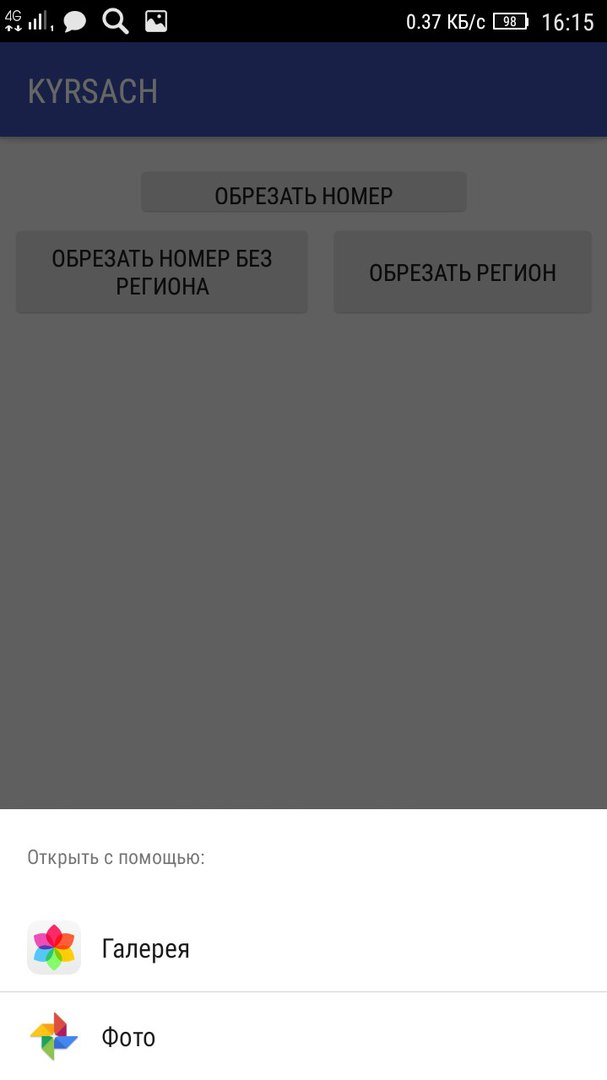 4G 1 0.37 КБ/с 98 16:15
KYRSACH
ОБРЕЗАТЬ НОМЕР
ОБРЕЗАТЬ НОМЕР БЕЗ
РЕГИОНА
ОБРЕЗАТЬ РЕГИОН
Открыть с помощью:
Галерея
Фото